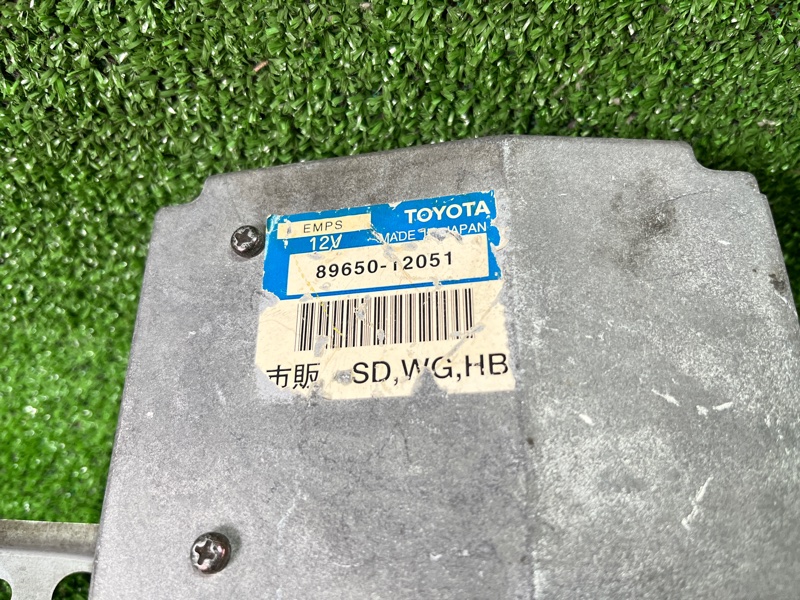 EMPS TOYOTA
12V MADE IN JAPAN
89650-12051
市販 SD,WG,HB